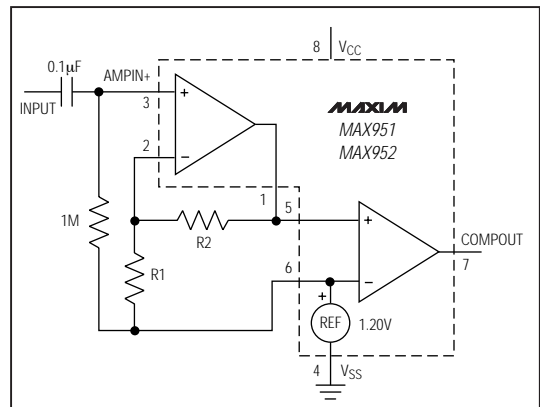 8 VCC
0.1μF
AMPIN+
INPUT
3
+
MAXIM
MAX951
MAX952
2
−
1
5
+
1M
R2
COMPOUT
7
R1
6
−
+
REF
1.20V
4 VSS